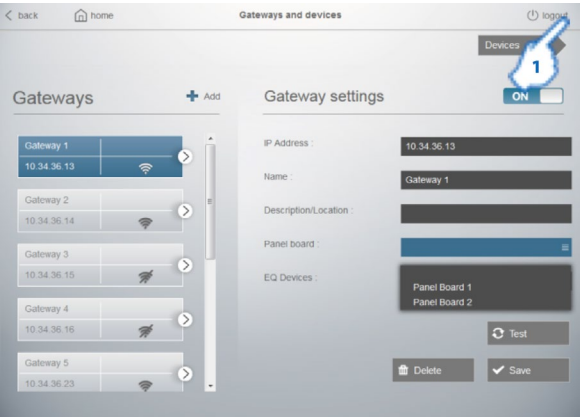 back home Gateways and devices logout
Devices
1
Gateways Add Gateway settings ON
Gateway 1
10.34.36.13
Gateway 2
10.34.36.14
Gateway 3
10.34.36.15
Gateway 4
10.34.36.16
Gateway 5
10.34.36.23
IP Address : 10.34.36.13
Name : Gateway 1
Description/Location :
Panel board :
EQ Devices :
Panel Board 1
Panel Board 2
Test
Delete Save